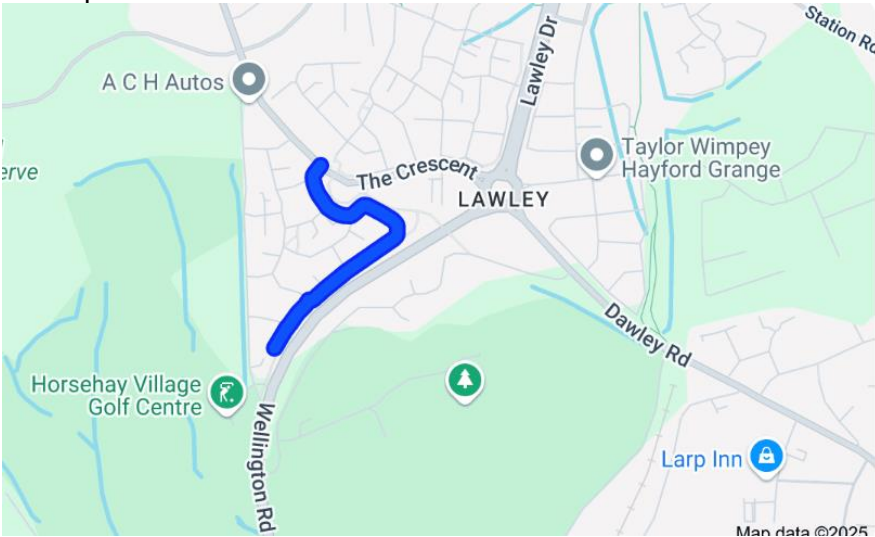 Station Rd
A C H Autos
Lawley Dr
Taylor Wimpey
Hayford Grange
erve
The Crescent
LAWLEY
Dawley Rd
Horsehay Village
Golf Centre
Wellington Rd
Larp Inn
Map data ©2025